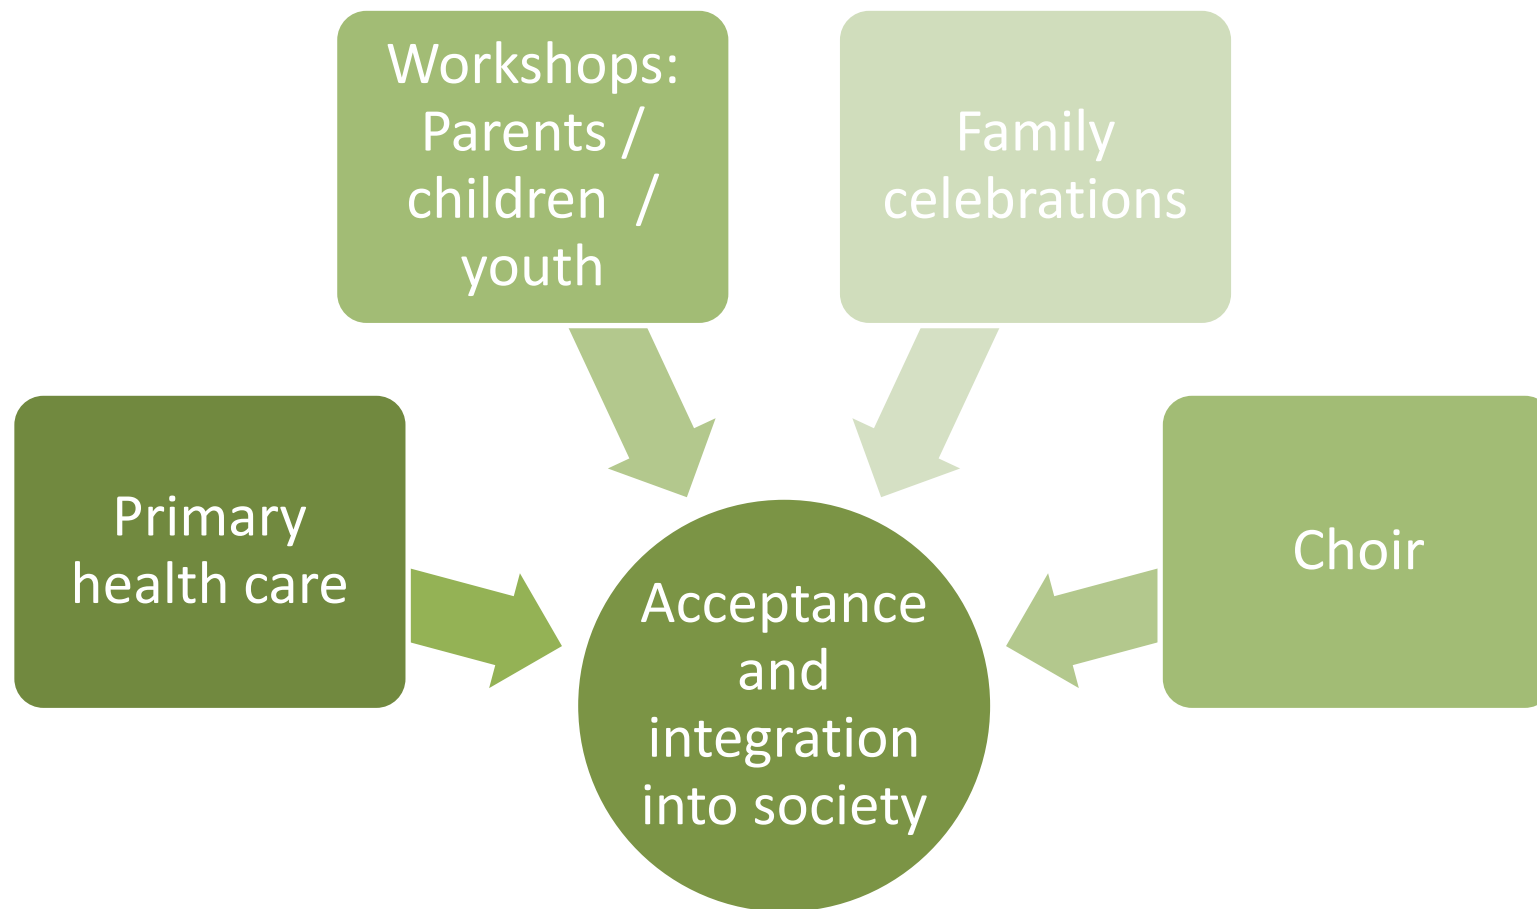 Workshops:
Parents /
children  /
youth
Family
celebrations
Primary
health care
Choir
Acceptance
and
integration
into society